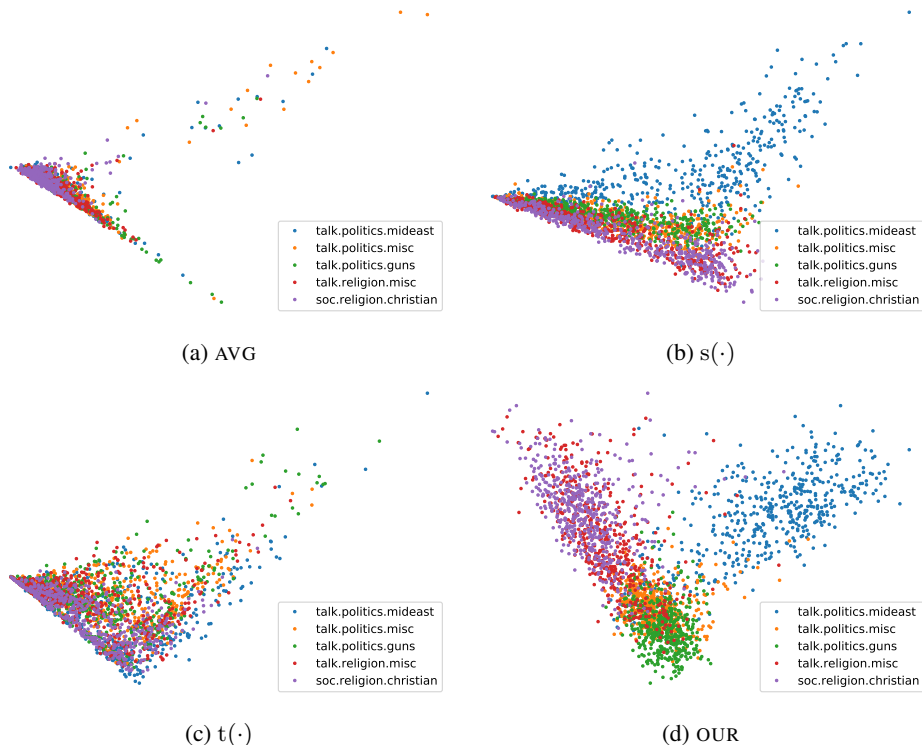 talk.politics.mideast
talk.politics.misc
talk.politics.guns
talk.religion.misc
soc.religion.christian
(a) AVG
talk.politics.mideast
talk.politics.misc
talk.politics.guns
talk.religion.misc
soc.religion.christian
(b) s(·)
talk.politics.mideast
talk.politics.misc
talk.politics.guns
talk.religion.misc
soc.religion.christian
(c) t(·)
talk.politics.mideast
talk.politics.misc
talk.politics.guns
talk.religion.misc
soc.religion.christian
(d) OUR